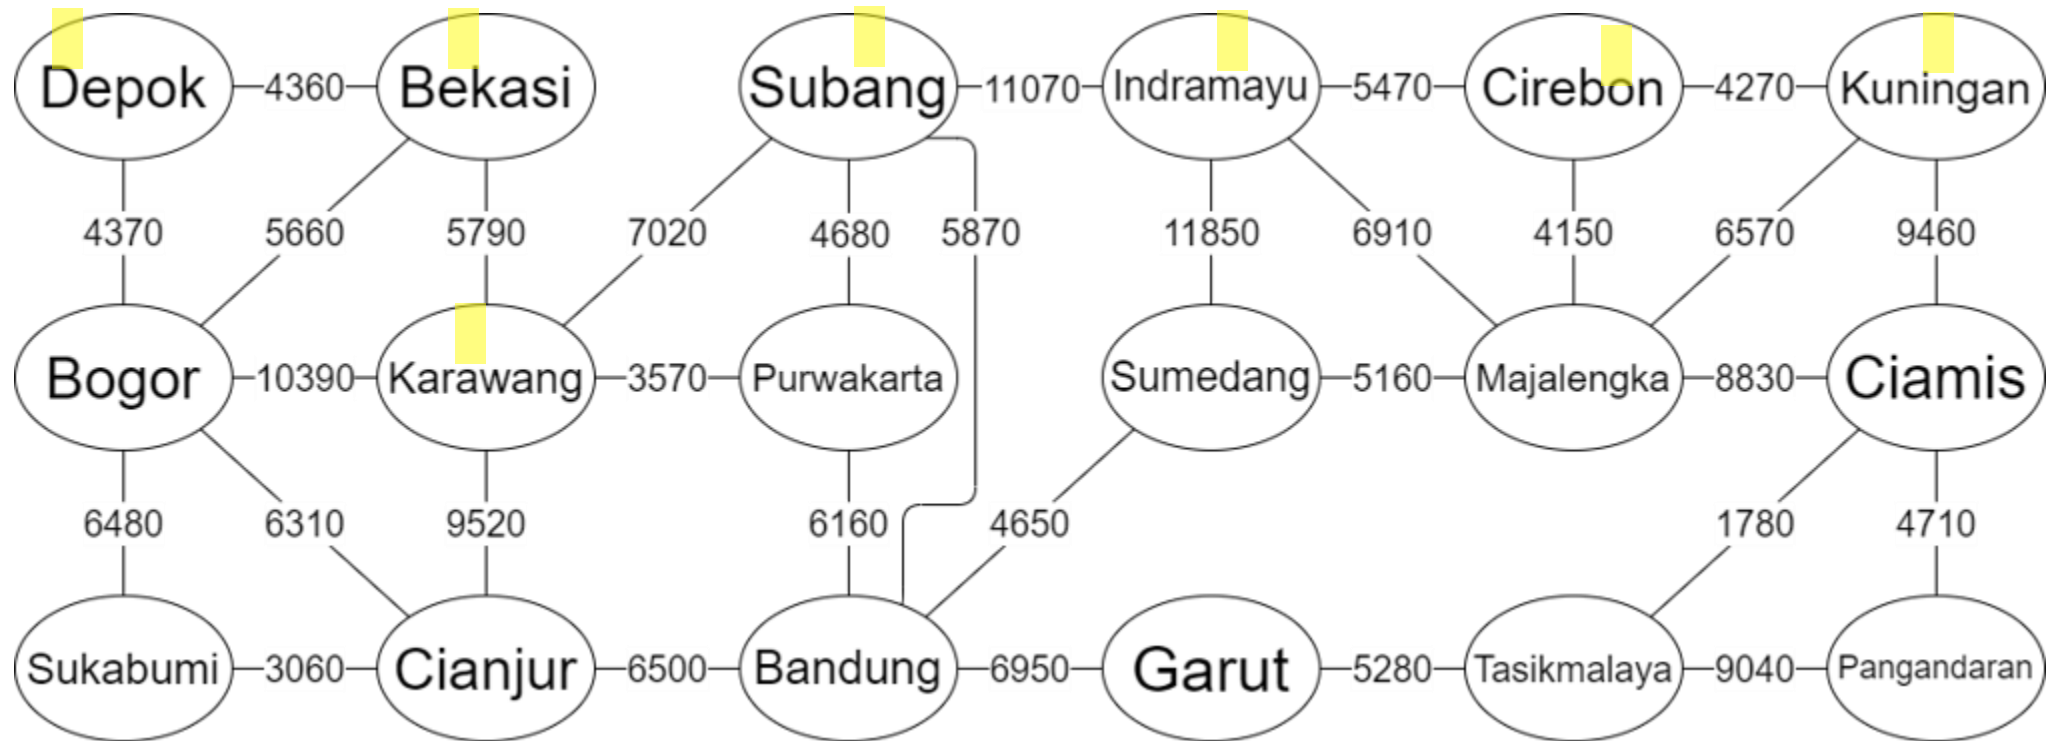 Depok 4360 Bekasi Subang 11070 Indramayu 5470 Cirebon 4270 Kuningan
4370 5660 5790 7020 4680 5870 11850 6910 4150 6570 9460
Bogor 10390 Karawang 3570 Purwakarta Sumedang 5160 Majalengka 8830 Ciamis
6480 6310 9520 6160 4650 1780 4710
Sukabumi 3060 Cianjur 6500 Bandung 6950 Garut 5280 Tasikmalaya 9040 Pangandaran